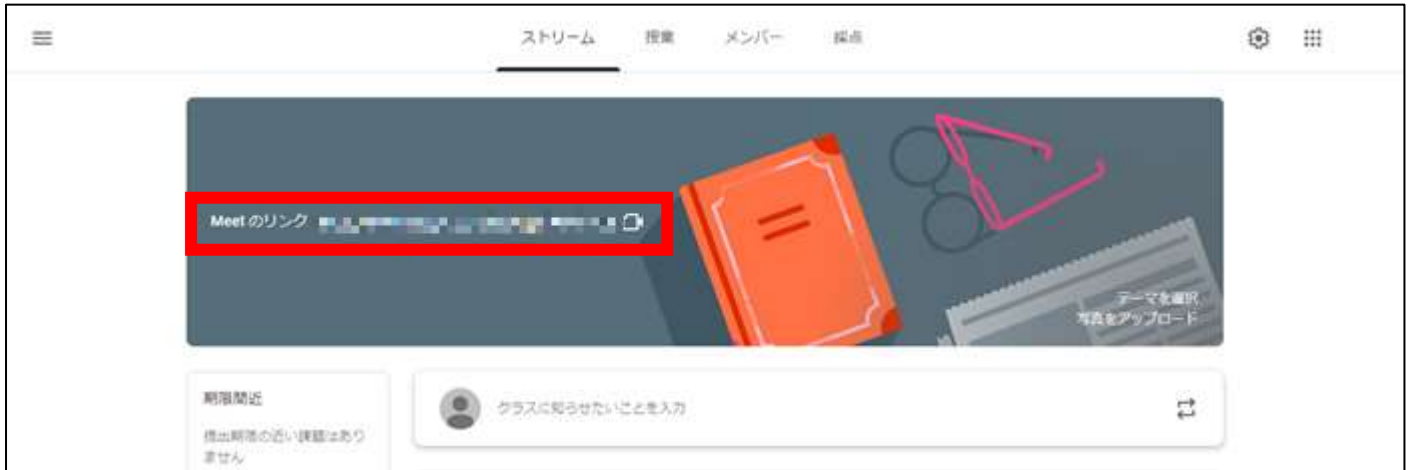 ストリーム 授業 メンバー 採点
Meet のリンク
テーマを選択
写真をアップロード
期限間近
提出期限の近い課題はあり
ません
クラスに知らせたいことを入力